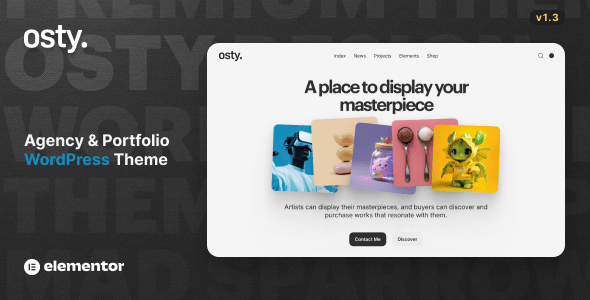 osty.
v1.3
Agency & Portfolio
WordPress Theme
elementor
osty.
Index News Projects Elements Shop
A place to display your
masterpiece
Artists can display their masterpieces, and buyers can discover and
purchase works that resonate with them.
Contact Me Discover